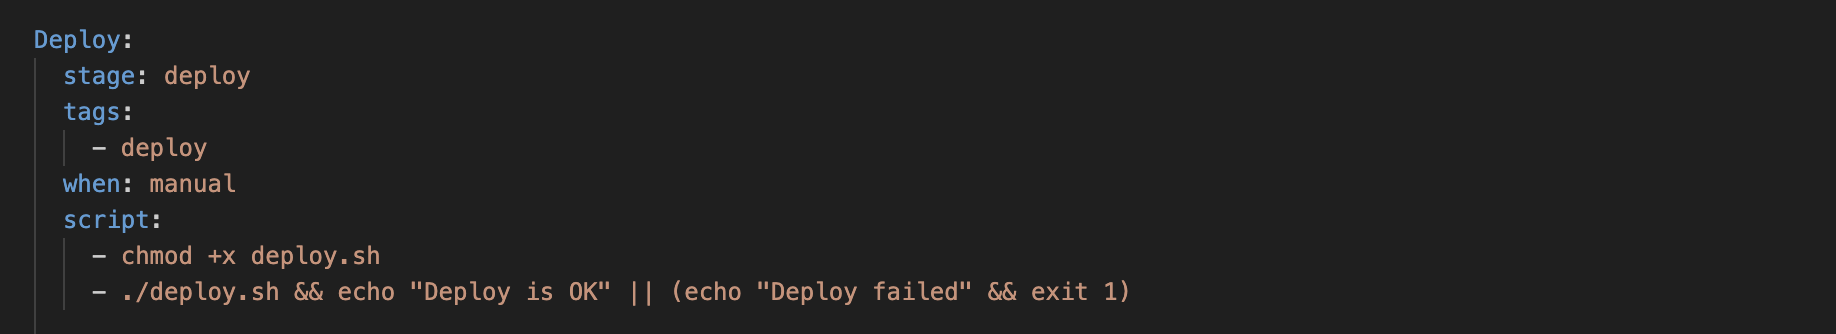 Deploy:
  stage: deploy
  tags:
    - deploy
  when: manual
  script:
    - chmod +x deploy.sh
    - ./deploy.sh && echo "Deploy is OK" || (echo "Deploy failed" && exit 1)